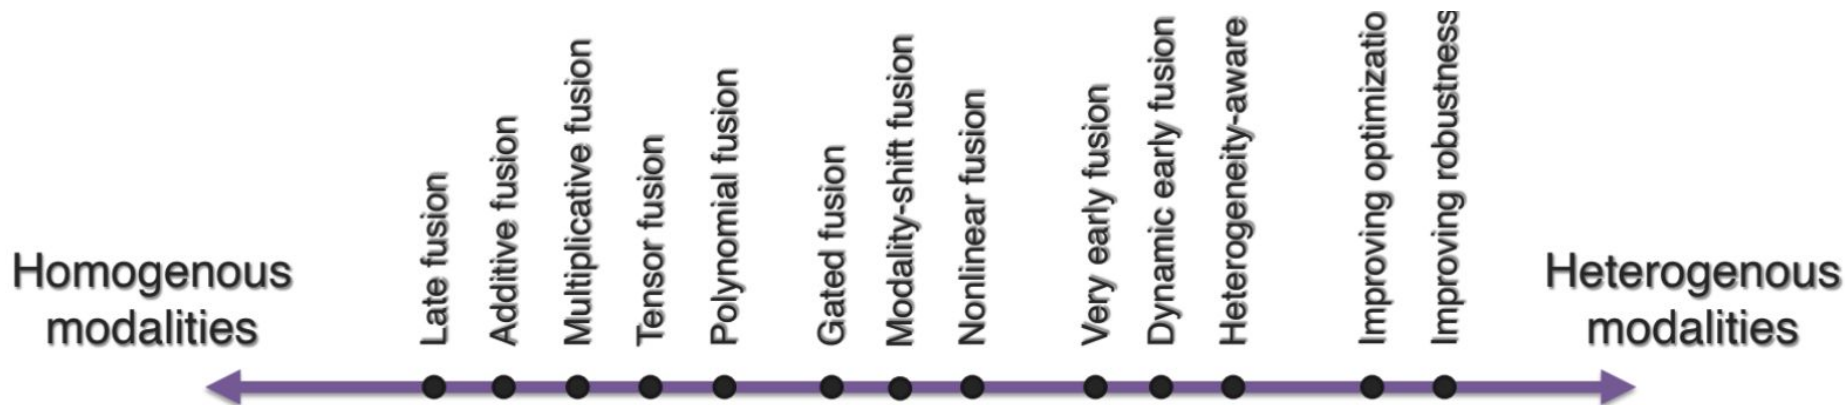 Homogenous
modalities
Late fusion
Additive fusion
Multiplicative fusion
Tensor fusion
Polynomial fusion
Gated fusion
Modality-shift fusion
Nonlinear fusion
Very early fusion
Dynamic early fusion
Heterogeneity-aware
Improving optimizatio
Improving robustness
Heterogenous
modalities